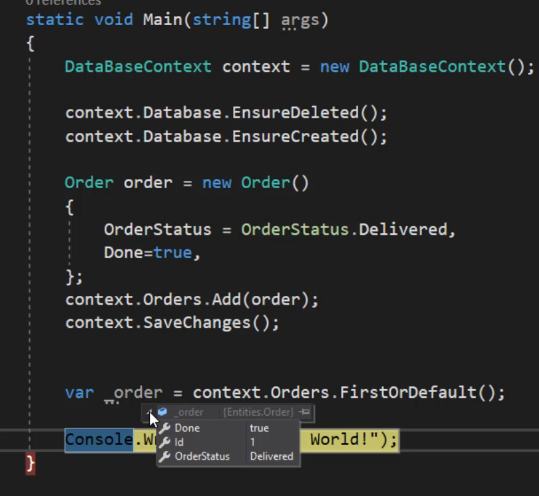 0 references
static void Main(string[] args)
{
DataBaseContext context = new DataBaseContext();
context.Database.EnsureDeleted();
context.Database.EnsureCreated();
Order order = new Order()
{
OrderStatus = OrderStatus.Delivered,
Done=true,
};
context.Orders.Add(order);
context.SaveChanges();
var _order = context.Orders.FirstOrDefault();
_order [Entities.Order]
Done true
Id 1
OrderStatus Delivered
Console.W World!");
}